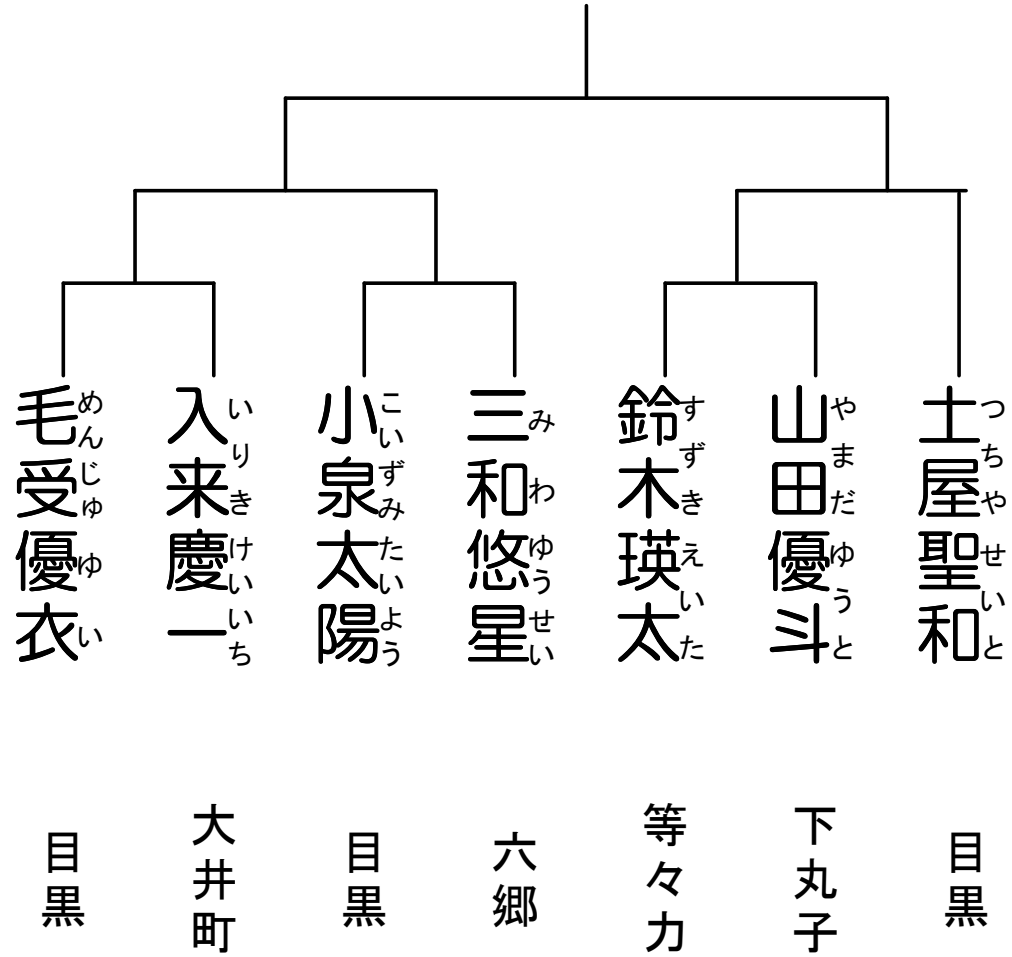 土屋聖和
つちやせいと
目黒
山田優斗
やまだゆうと
下丸子
鈴木瑛太
すずきえいた
等々力
三和悠星
みわゆうせい
六郷
小泉太陽
こいずみたいよう
目黒
入来慶一
いりきけいいち
大井町
毛受優衣
めんじゅゆい
目黒